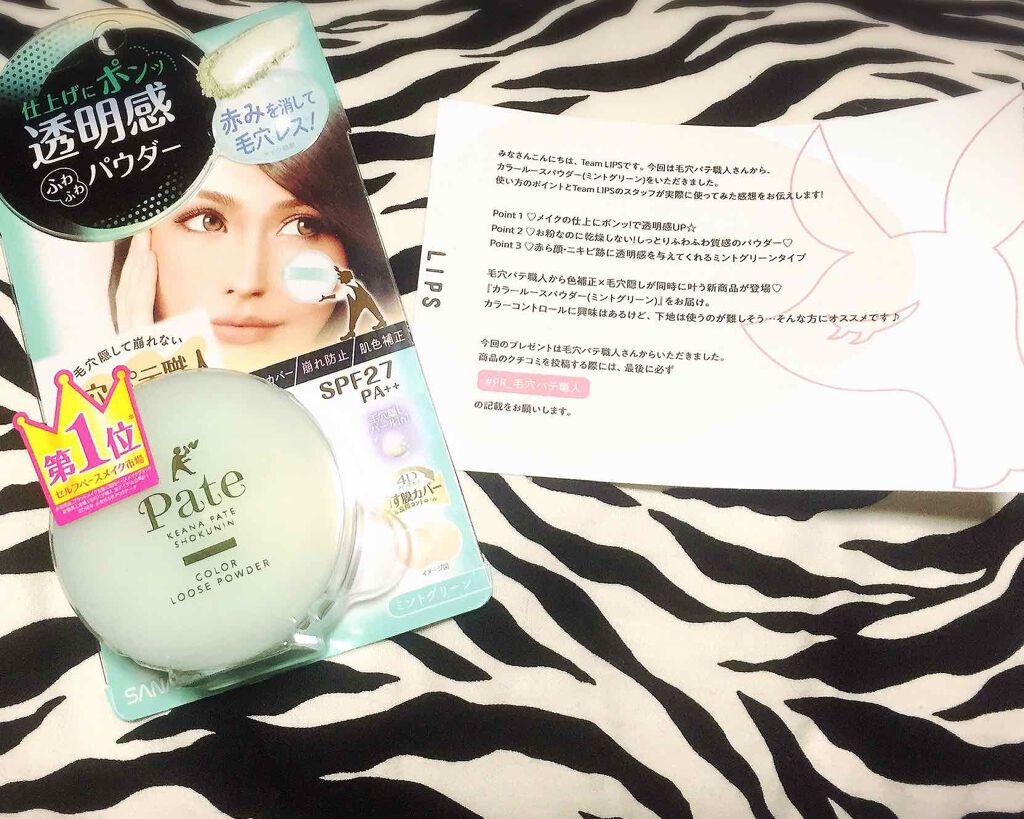 仕上げにポンッ
透明感
ふわふわ
パウダー
赤みを消して
毛穴レス!
毛穴隠して崩れない
職人
カバー/崩れ防止/肌色補正
SPF27
PA++
第1位
セルフベースメイク市場
Pate
KEANA PATE
SHOKUNIN
COLOR
LOOSE POWDER
4D
す膜カバー
イメージ図
ミントグリーン
SANA
LIPS
みなさんこんにちは、Team LIPSです。今回は毛穴パテ職人さんから、
カラールースパウダー(ミントグリーン)をいただきました。
使い方のポイントとTeam LIPSのスタッフが実際に使ってみた感想をお伝えします!
Point 1 ♡メイクの仕上にポンッ!で透明感UP☆
Point 2 ♡お粉なのに乾燥しない!しっとりふわふわ質感のパウダー♡
Point 3 ♡赤ら顔・ニキビ跡に透明感を与えてくれるミントグリーンタイプ
毛穴パテ職人から色補正×毛穴隠しが同時に叶う新商品が登場♡
『カラールースパウダー(ミントグリーン)』をお届け。
カラーコントロールに興味はあるけど、下地は使うのが難しそう…そんな方にオススメです♪
今回のプレゼントは毛穴パテ職人さんからいただきました。
商品のクチコミを投稿する際には、最後に必ず
#PR_毛穴パテ職人
の記載をお願いします。